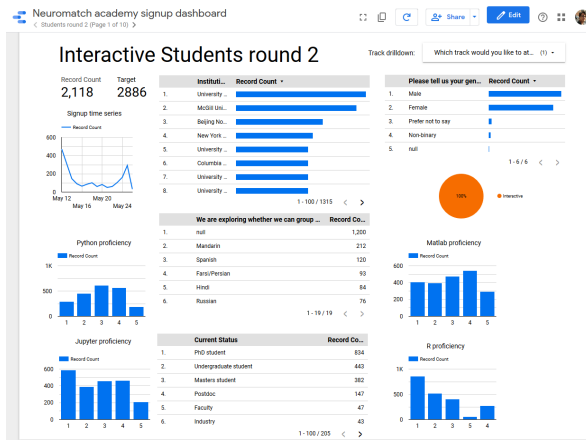 Neuromatch academy signup dashboard
Students round 2 (Page 1 of 10)
Share
Edit
Interactive Students round 2
Track drilldown: Which track would you like to at... (1)
Record Count Target
2,118 2886
Signup time series
Record Count
600
400
200
0
May 12 May 20
May 16 May 24
Instituti... Record Count
1. University ...
2. McGill Uni...
3. Beijing No...
4. New York ...
5. University ...
6. Columbia ...
7. University ...
8. University ...
1 - 100 / 1315
Please tell us your gen... Record Count
1. Male
2. Female
3. Prefer not to say
4. Non-binary
5. null
1 - 6 / 6
100%
Interactive
We are exploring whether we can group ... Record Co...
1. null 1,200
2. Mandarin 212
3. Spanish 120
4. Farsi/Persian 93
5. Hindi 84
6. Russian 76
1 - 19 / 19
Python proficiency
Record Count
1K
500
0
1 2 3 4 5
Matlab proficiency
Record Count
600
400
200
0
1 2 3 4 5
Jupyter proficiency
Record Count
600
400
200
0
1 2 3 4 5
Current Status Record Co...
1. PhD student 834
2. Undergraduate student 443
3. Masters student 382
4. Postdoc 147
5. Faculty 47
6. Industry 43
1 - 100 / 205
R proficiency
Record Count
1K
500
0
1 2 3 4 5